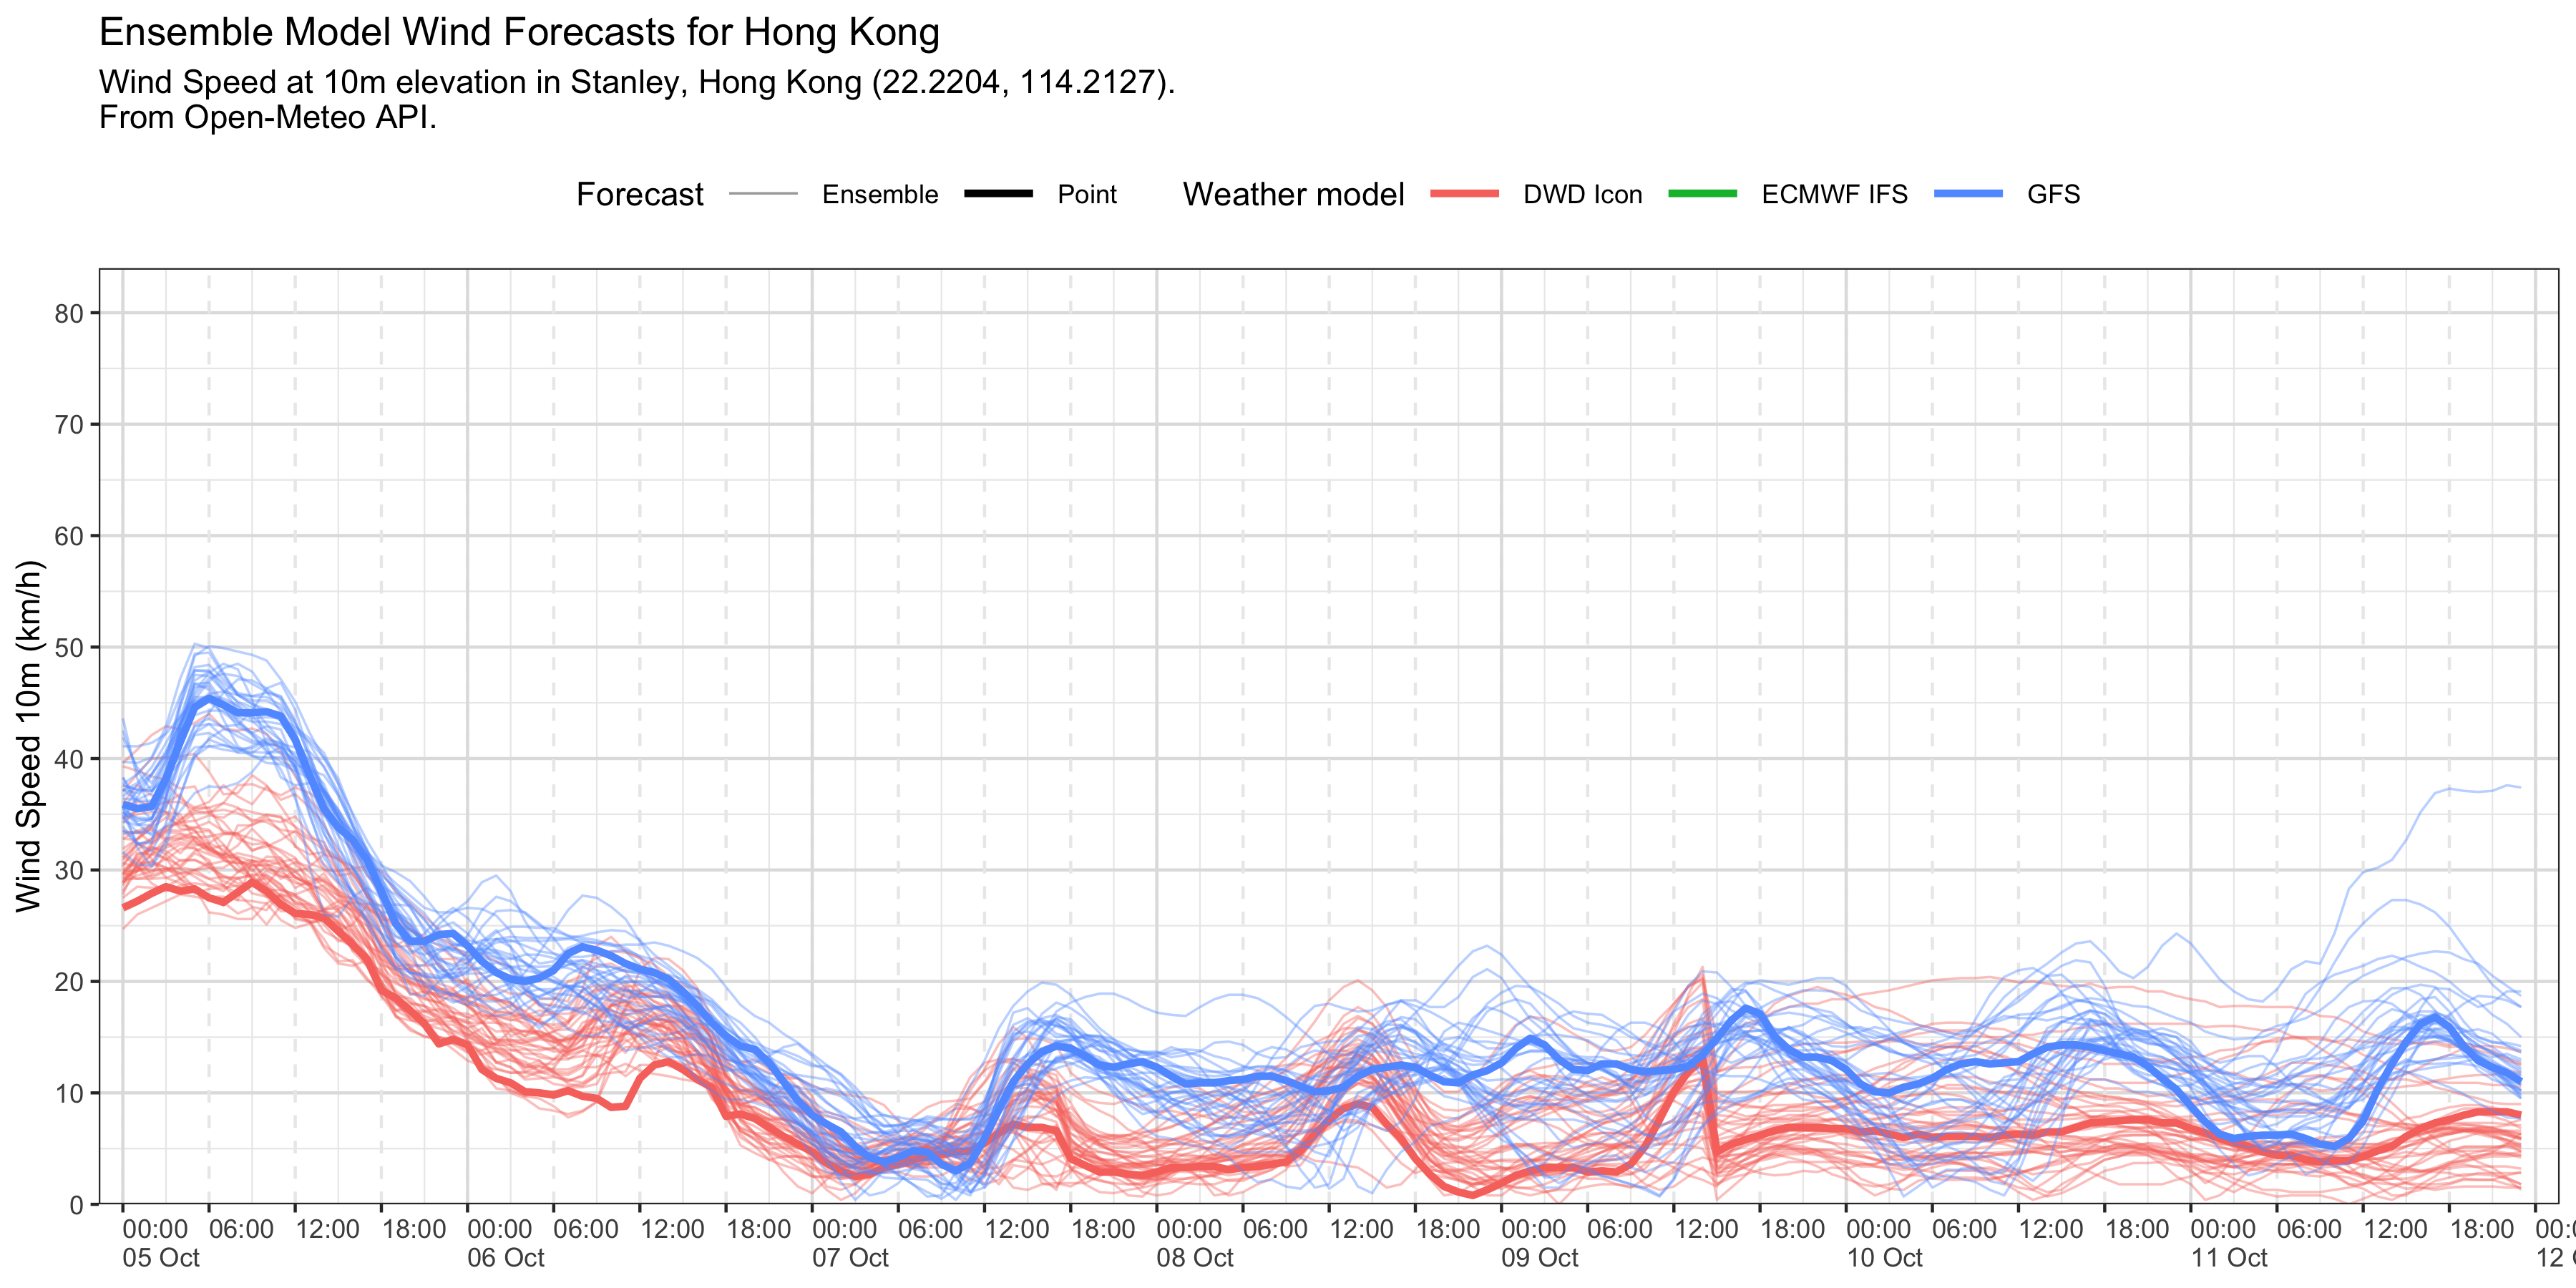 Ensemble Model Wind Forecasts for Hong Kong
Wind Speed at 10m elevation in Stanley, Hong Kong (22.2204, 114.2127).
From Open-Meteo API.
Forecast Ensemble Point Weather model DWD Icon ECMWF IFS GFS
Wind Speed 10m (km/h)
80
70
60
50
40
30
20
10
0
00:00 06:00 12:00 18:00 00:00 06:00 12:00 18:00 00:00 06:00 12:00 18:00 00:00 06:00 12:00 18:00 00:00 06:00 12:00 18:00 00:00 06:00 12:00 18:00 00:00 06:00 12:00 18:00
05 Oct 06 Oct 07 Oct 08 Oct 09 Oct 10 Oct 11 Oct 12